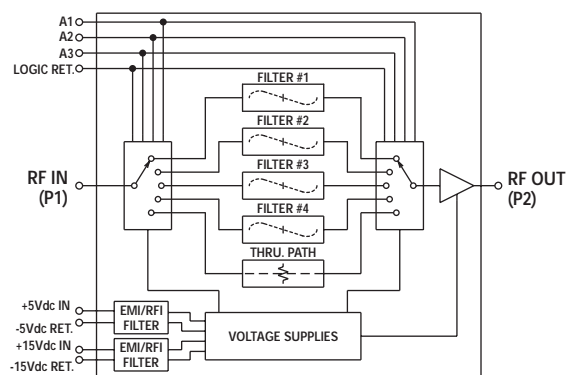 A1
A2
A3
LOGIC RET.
FILTER #1
FILTER #2
FILTER #3
FILTER #4
THRU. PATH
RF IN
(P1)
RF OUT
(P2)
+5Vdc IN
-5Vdc RET.
EMI/RFI
FILTER
+15Vdc IN
-15Vdc RET.
EMI/RFI
FILTER
VOLTAGE SUPPLIES